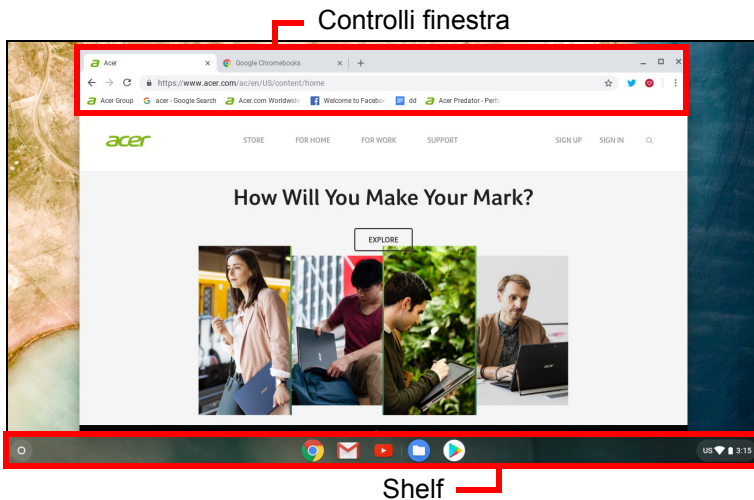 Controlli finestra
Acer
Google Chromebooks
https://www.acer.com/ac/en/US/content/home
Acer Group
acer - Google Search
Acer.com Worldwide
Welcome to Faceboo
dd
Acer Predator - Perfo
acer
STORE
FOR HOME
FOR WORK
SUPPORT
SIGN UP
SIGN IN
How Will You Make Your Mark?
EXPLORE
US
3:15
Shelf